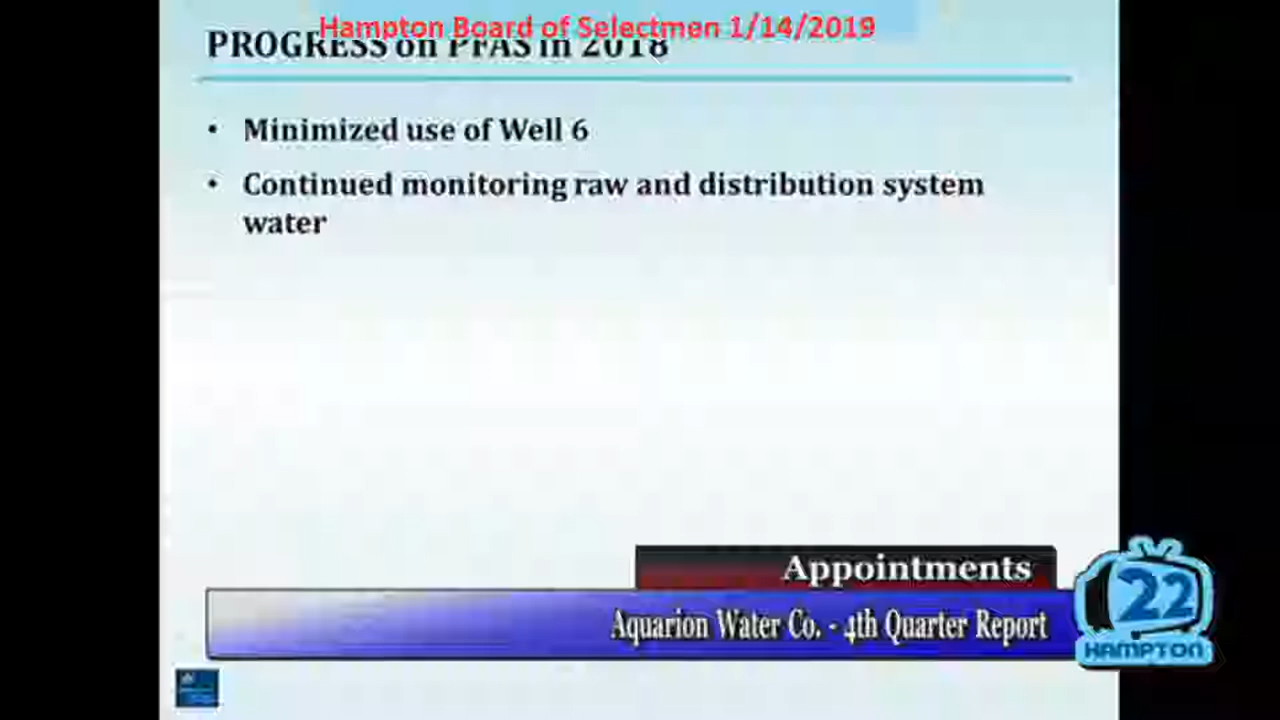 Hampton Board of Selectmen 1/14/2019
PROGRESS on PFAS in 2018
• Minimized use of Well 6
• Continued monitoring raw and distribution system
water
Appointments
Aquarion Water Co. - 4th Quarter Report
22
HAMPTON